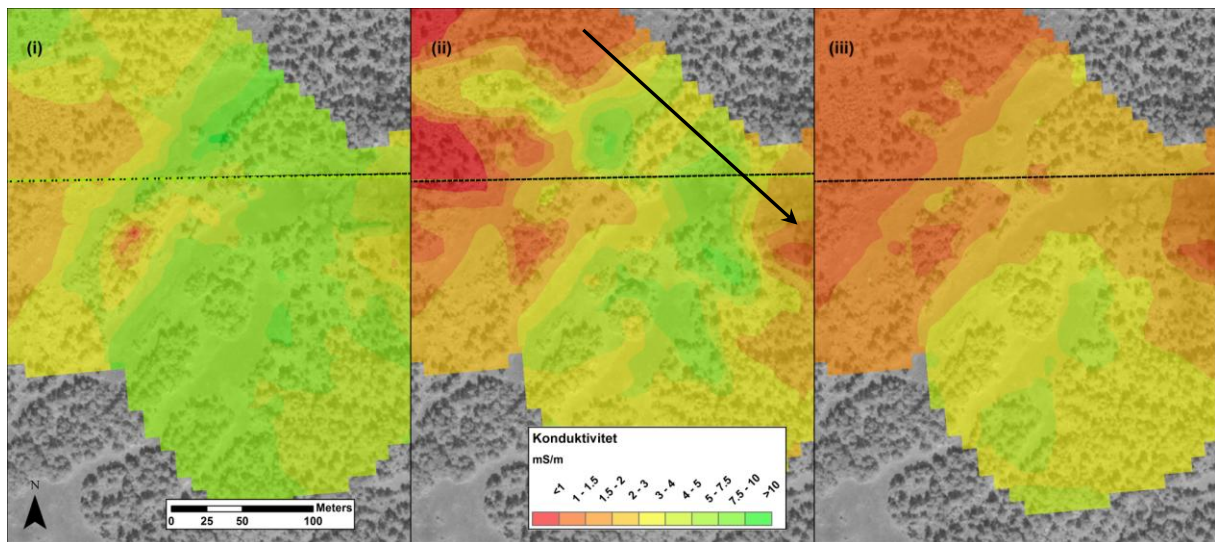 (i)
(ii)
(iii)
N
Meters
0 25 50 100
Konduktivitet
mS/m
<1 1 - 1.5 1.5 - 2 2 - 3 3 - 4 4 - 5 5 - 7.5 7.5 - 10 >10